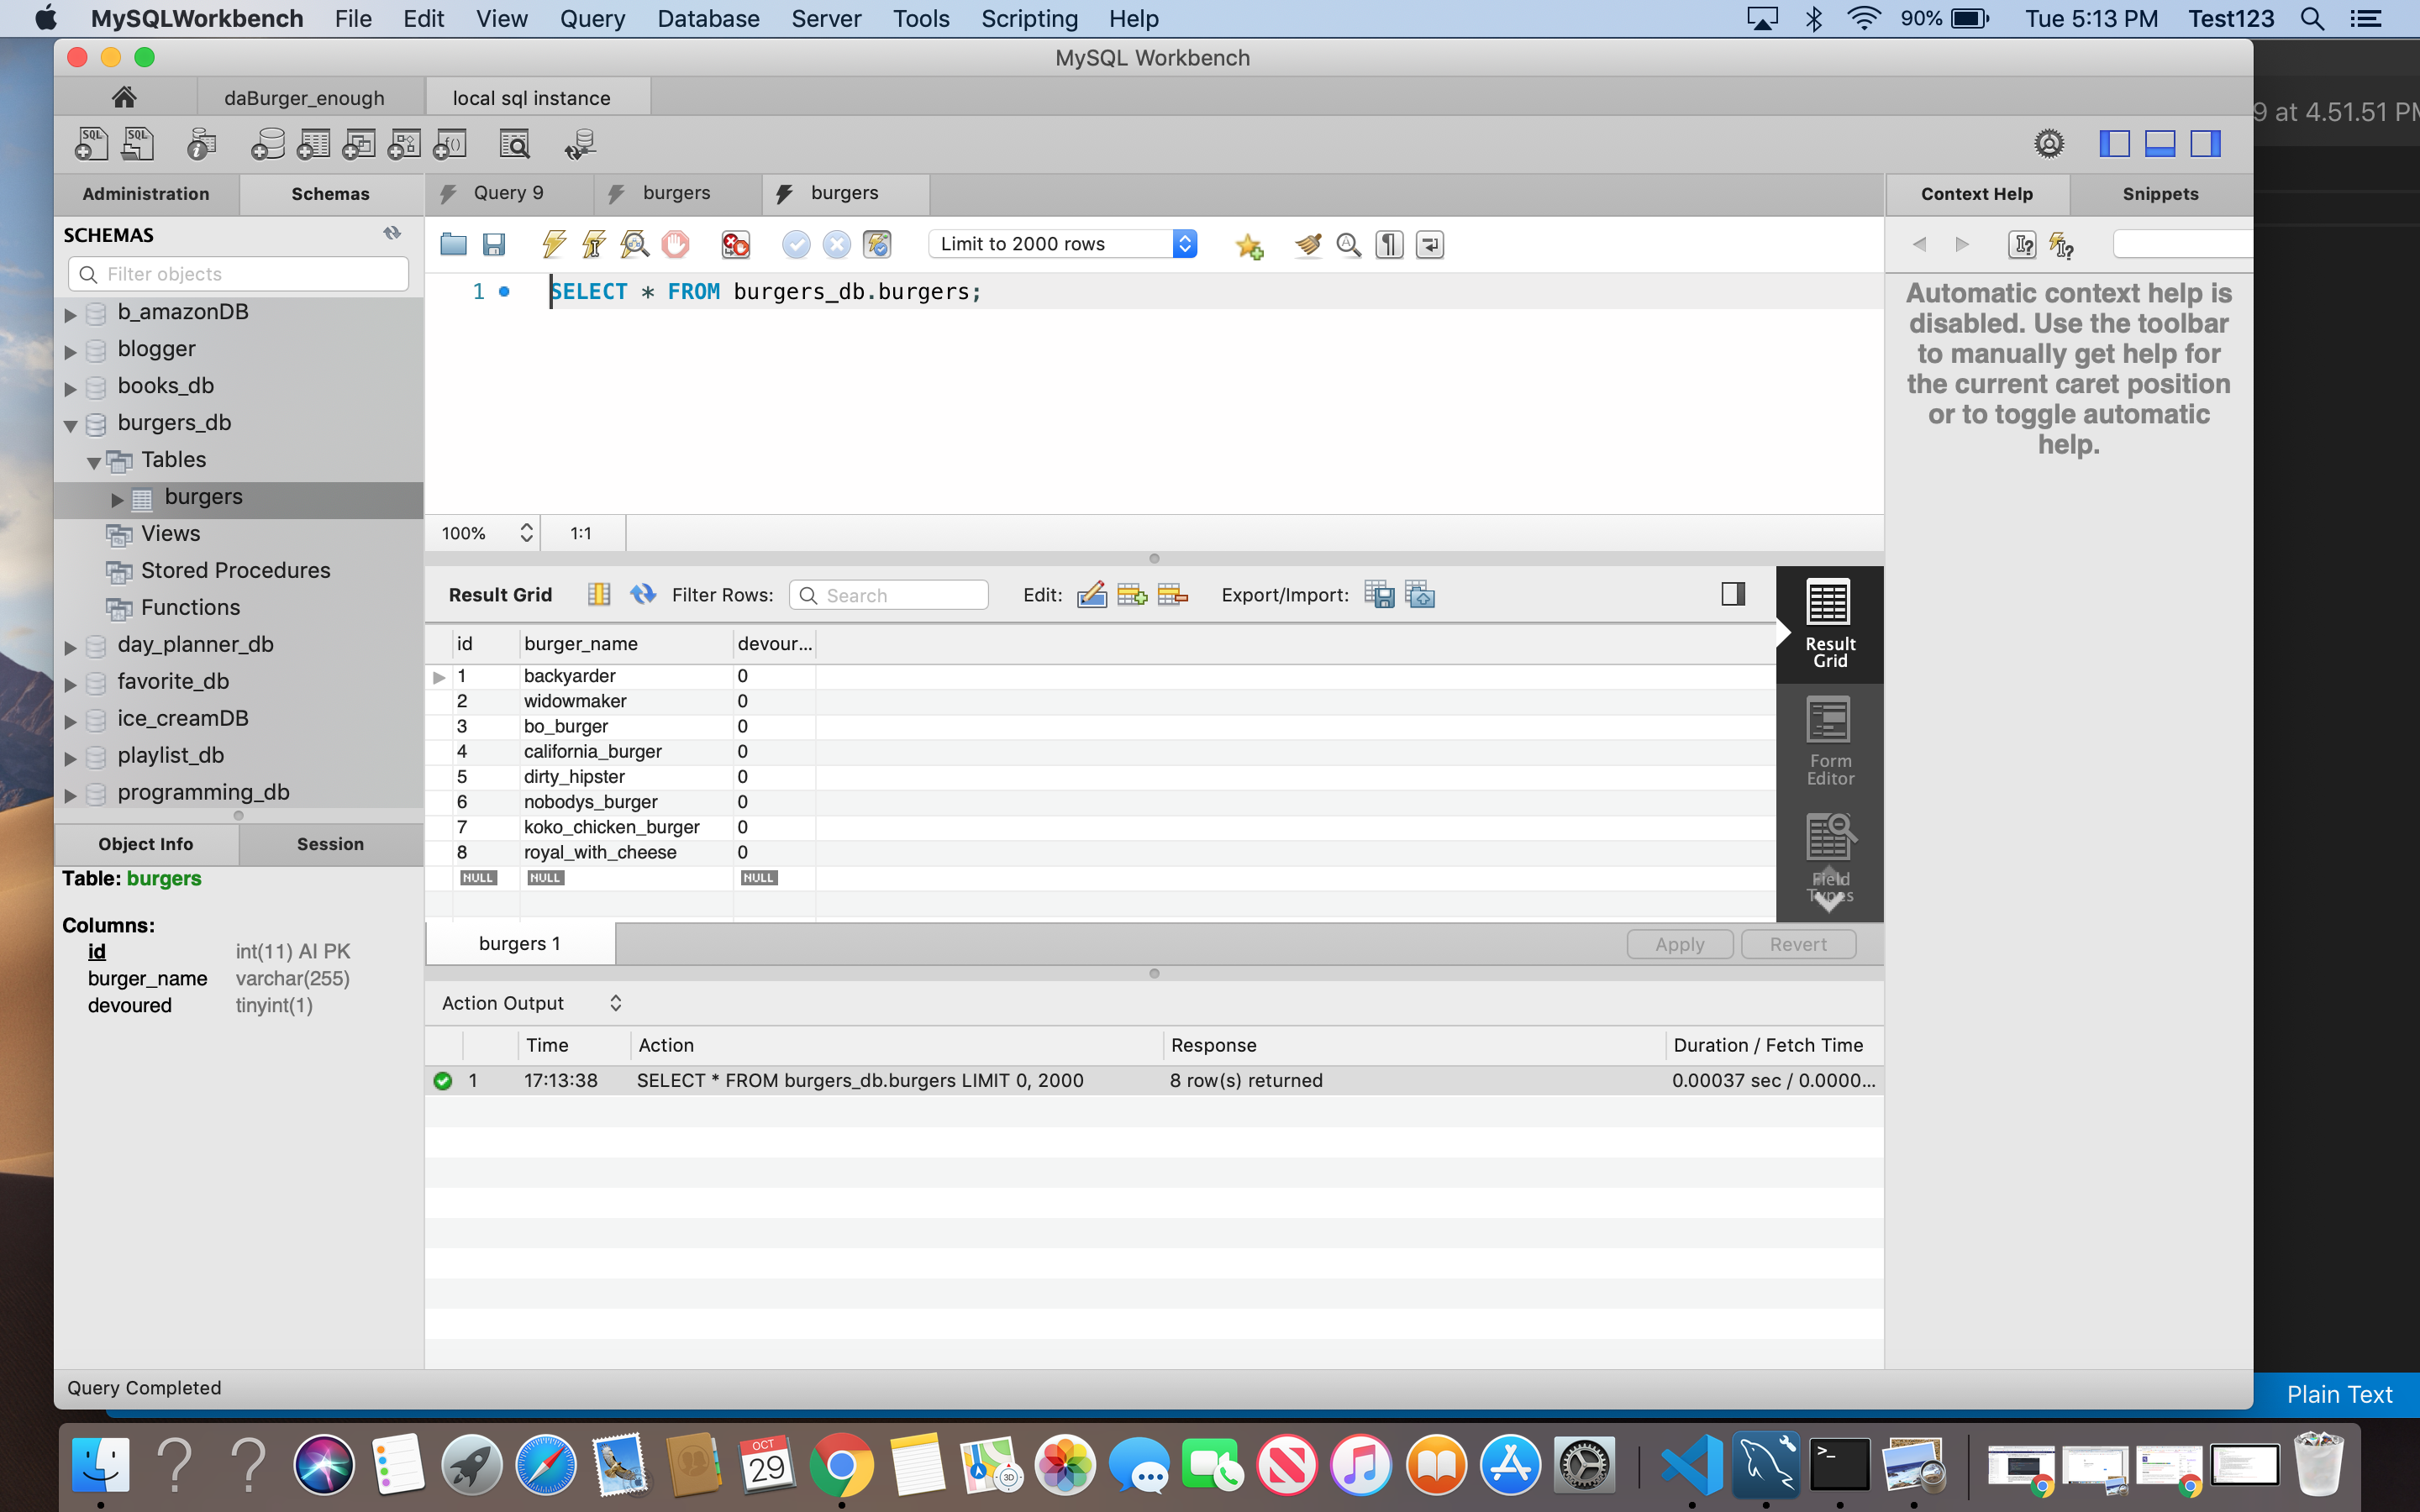 MySQLWorkbench File Edit View Query Database Server Tools Scripting Help 90% Tue 5:13 PM Test123
MySQL Workbench
daBurger_enough local sql instance
9 at 4.51.51 PM
Administration Schemas
Query 9 burgers burgers
Context Help Snippets
SCHEMAS
Filter objects
Limit to 2000 rows
1 SELECT * FROM burgers_db.burgers;
b_amazonDB
blogger
books_db
burgers_db
Tables
burgers
Views
Stored Procedures
Functions
day_planner_db
favorite_db
ice_creamDB
playlist_db
programming_db
Automatic context help is
disabled. Use the toolbar
to manually get help for
the current caret position
or to toggle automatic
help.
100% 1:1
Result Grid Filter Rows: Search Edit: Export/Import:
id burger_name devour...
1 backyarder 0
2 widowmaker 0
3 bo_burger 0
4 california_burger 0
5 dirty_hipster 0
6 nobodys_burger 0
7 koko_chicken_burger 0
8 royal_with_cheese 0
NULL NULL NULL
Result
Grid
Form
Editor
Field
Types
Object Info Session
Table: burgers
Columns:
id int(11) AI PK
burger_name varchar(255)
devoured tinyint(1)
burgers 1 Apply Revert
Action Output
Time Action Response Duration / Fetch Time
1 17:13:38 SELECT * FROM burgers_db.burgers LIMIT 0, 2000 8 row(s) returned 0.00037 sec / 0.0000...
Query Completed
Plain Text
OCT
29
3D